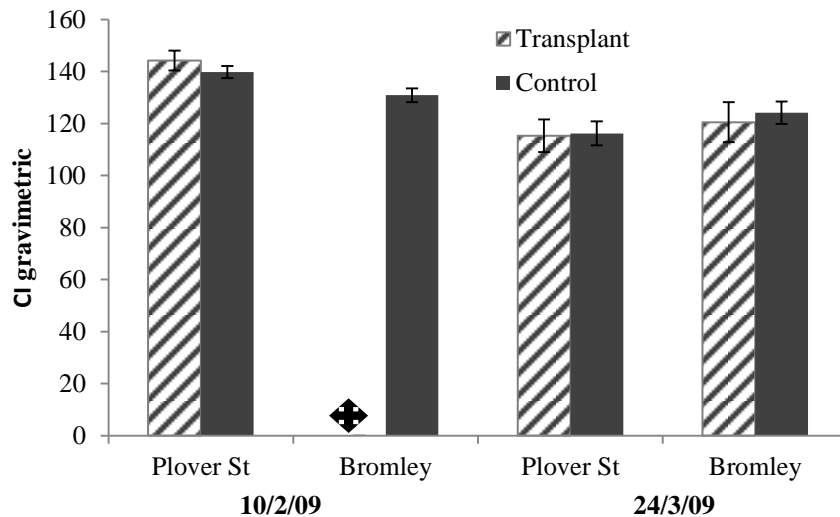 160
140
120
100
80
60
40
20
0
CI gravimetric
Transplant
Control
Plover St
Bromley
Plover St
Bromley
10/2/09
24/3/09